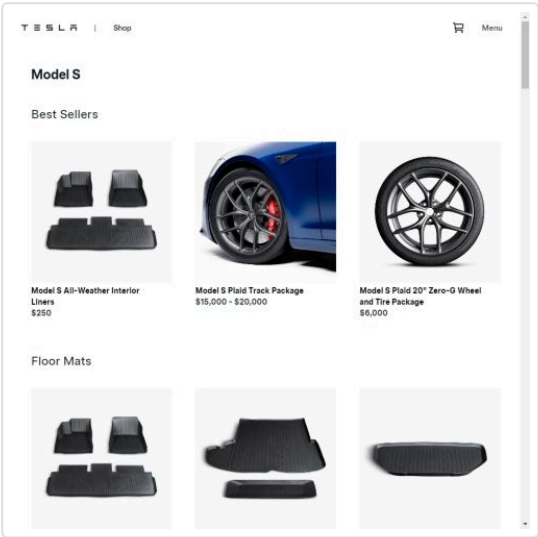 TESLA | Shop
Menu
Model S
Best Sellers
Model S All-Weather Interior
Liners
$250
Model S Plaid Track Package
$15,000 - $20,000
Model S Plaid 20" Zero-G Wheel
and Tire Package
$6,000
Floor Mats